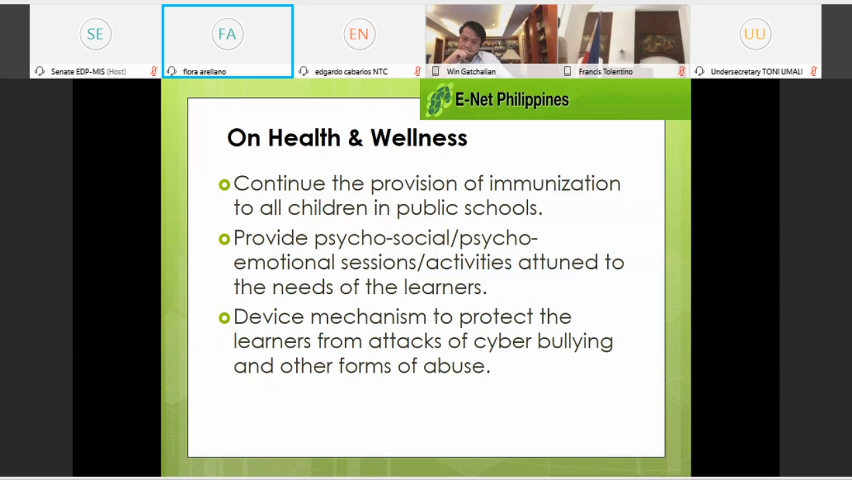 SE
FA
EN
UU
Senate EDP-MIS (Host)
flora arellano
edgardo cabarios NTC
Win Gatchalian
Francis Tolentino
Undersecretary TONI UMALI
E-Net Philippines
On Health & Wellness
Continue the provision of immunization
to all children in public schools.
Provide psycho-social/psycho-
emotional sessions/activities attuned to
the needs of the learners.
Device mechanism to protect the
learners from attacks of cyber bullying
and other forms of abuse.